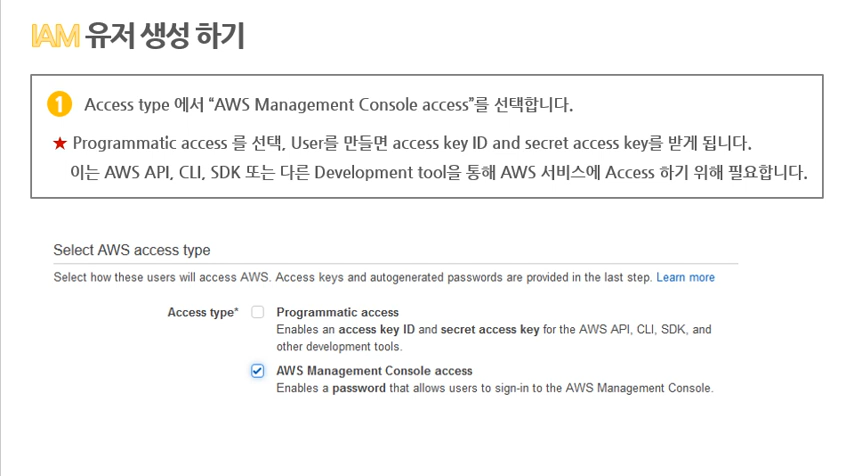 IAM 유저 생성 하기
1 Access type 에서 “AWS Management Console access”를 선택합니다.
★ Programmatic access 를 선택, User를 만들면 access key ID and secret access key를 받게 됩니다.
이는 AWS API, CLI, SDK 또는 다른 Development tool을 통해 AWS 서비스에 Access 하기 위해 필요합니다.
Select AWS access type
Select how these users will access AWS. Access keys and autogenerated passwords are provided in the last step. Learn more
Access type* Programmatic access
Enables an access key ID and secret access key for the AWS API, CLI, SDK, and
other development tools.
AWS Management Console access
Enables a password that allows users to sign-in to the AWS Management Console.